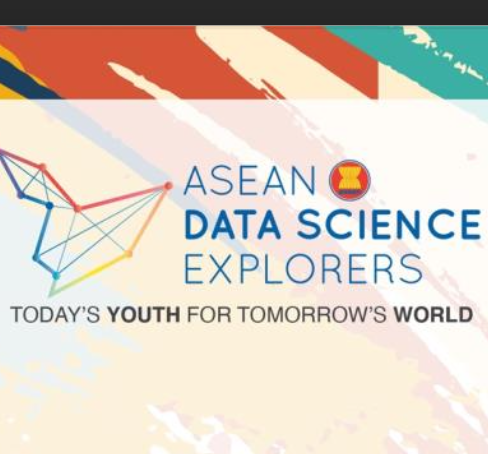 ASEAN
DATA SCIENCE
EXPLORERS
TODAY'S YOUTH FOR TOMORROW'S WORLD